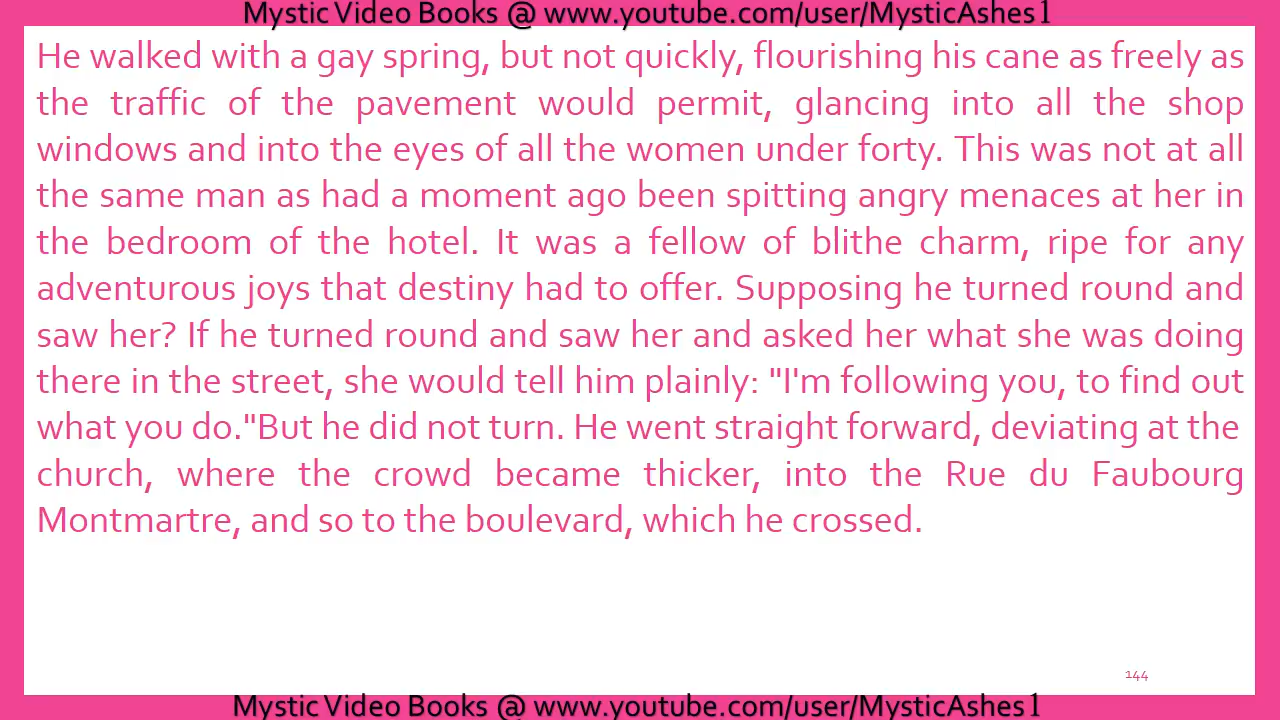 Mystic Video Books @ www.youtube.com/user/MysticAshes1
He walked with a gay spring, but not quickly, flourishing his cane as freely as
the traffic of the pavement would permit, glancing into all the shop
windows and into the eyes of all the women under forty. This was not at all
the same man as had a moment ago been spitting angry menaces at her in
the bedroom of the hotel. It was a fellow of blithe charm, ripe for any
adventurous joys that destiny had to offer. Supposing he turned round and
saw her? If he turned round and saw her and asked her what she was doing
there in the street, she would tell him plainly: "I'm following you, to find out
what you do."But he did not turn. He went straight forward, deviating at the
church, where the crowd became thicker, into the Rue du Faubourg
Montmartre, and so to the boulevard, which he crossed.
144
Mystic Video Books @ www.youtube.com/user/MysticAshes1